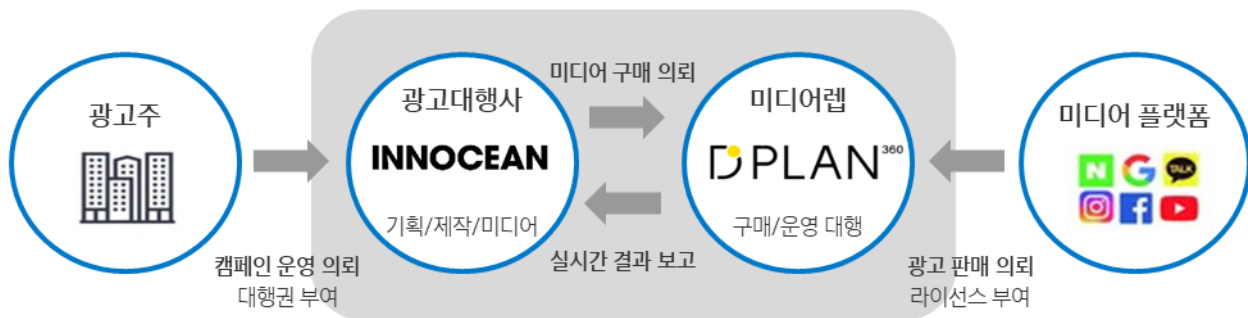 광고주
캠페인 운영 의뢰
대행권 부여
광고대행사
INNOCEAN
기획/제작/미디어
미디어 구매 의뢰
실시간 결과 보고
미디어렙
DPLAN 360
구매/운영 대행
미디어 플랫폼
N G TALK
f
광고 판매 의뢰
라이선스 부여